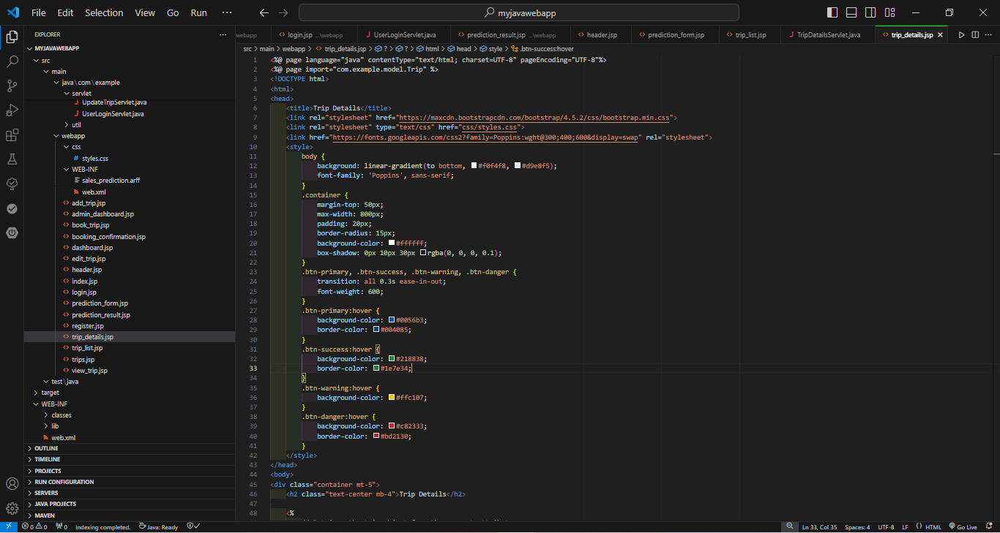 File Edit Selection View Go Run ··· myjavawebapp
EXPLORER ···
webapp login.jsp ...\webapp UserLoginServlet.java prediction_result.jsp ...\webapp header.jsp prediction_form.jsp trip_list.jsp TripDetailsServlet.java trip_details.jsp
src > main > webapp > trip_details.jsp > ? > ? > html > head > style > .btn-success:hover
MYJAVAWEBAPP
src
main
java\com\example
servlet
UpdateTripServlet.java
UserLoginServlet.java
util
webapp
css
styles.css
WEB-INF
sales_prediction.arff
web.xml
add_trip.jsp
admin_dashboard.jsp
book_trip.jsp
booking_confirmation.jsp
dashboard.jsp
edit_trip.jsp
header.jsp
index.jsp
login.jsp
prediction_form.jsp
prediction_result.jsp
register.jsp
trip_details.jsp
trip_list.jsp
trips.jsp
view_trip.jsp
test\java
target
WEB-INF
classes
lib
web.xml
OUTLINE
TIMELINE
PROJECTS
RUN CONFIGURATION
SERVERS
JAVA PROJECTS
MAVEN
1 <%@ page language="java" contentType="text/html; charset=UTF-8" pageEncoding="UTF-8"%>
2 <%@ page import="com.example.model.Trip" %>
3 <!DOCTYPE html>
4 <html>
5 <head>
6 <title>Trip Details</title>
7 <link rel="stylesheet" href="https://maxcdn.bootstrapcdn.com/bootstrap/4.5.2/css/bootstrap.min.css">
8 <link rel="stylesheet" type="text/css" href="css/styles.css">
9 <link href="https://fonts.googleapis.com/css2?family=Poppins:wght@300;400;600&display=swap" rel="stylesheet">
10 <style>
11 body {
12 background: linear-gradient(to bottom, #f0f4f8, #d9e8f5);
13 font-family: 'Poppins', sans-serif;
14 }
15 .container {
16 margin-top: 50px;
17 max-width: 800px;
18 padding: 20px;
19 border-radius: 15px;
20 background-color: #ffffff;
21 box-shadow: 0px 10px 30px rgba(0, 0, 0, 0.1);
22 }
23 .btn-primary, .btn-success, .btn-warning, .btn-danger {
24 transition: all 0.3s ease-in-out;
25 font-weight: 600;
26 }
27 .btn-primary:hover {
28 background-color: #0056b3;
29 border-color: #004085;
30 }
31 .btn-success:hover {
32 background-color: #218838;
33 border-color: #1e7e34;
34 }
35 .btn-warning:hover {
36 background-color: #ffc107;
37 }
38 .btn-danger:hover {
39 background-color: #c82333;
40 border-color: #bd2130;
41 }
42 </style>
43 </head>
44 <body>
45 <div class="container mt-5">
46 <h2 class="text-center mb-4">Trip Details</h2>
47
48 <%
0 0 0 Indexing completed. Java: Ready Ln 33, Col 35 Spaces: 4 UTF-8 LF HTML Go Live